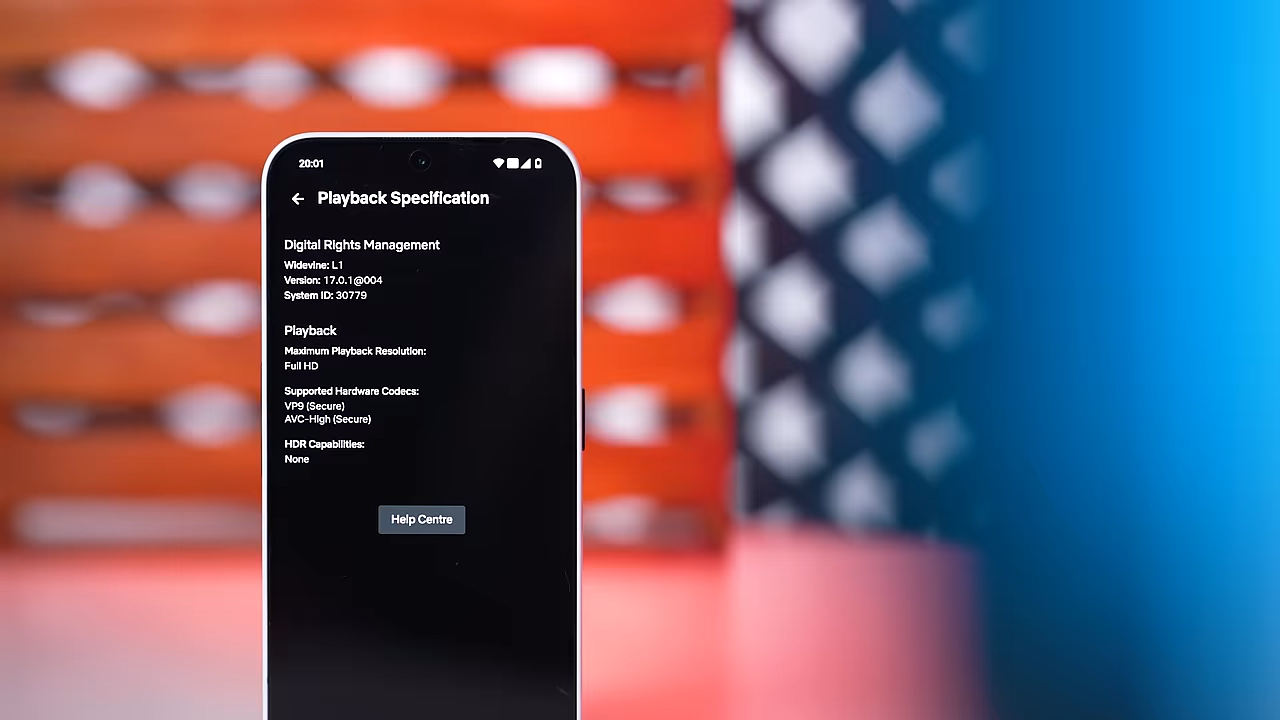 20:01
Playback Specification
Digital Rights Management
Widevine: L1
Version: 17.0.1@004
System ID: 30779
Playback
Maximum Playback Resolution:
Full HD
Supported Hardware Codecs:
VP9 (Secure)
AVC-High (Secure)
HDR Capabilities:
None
Help Centre